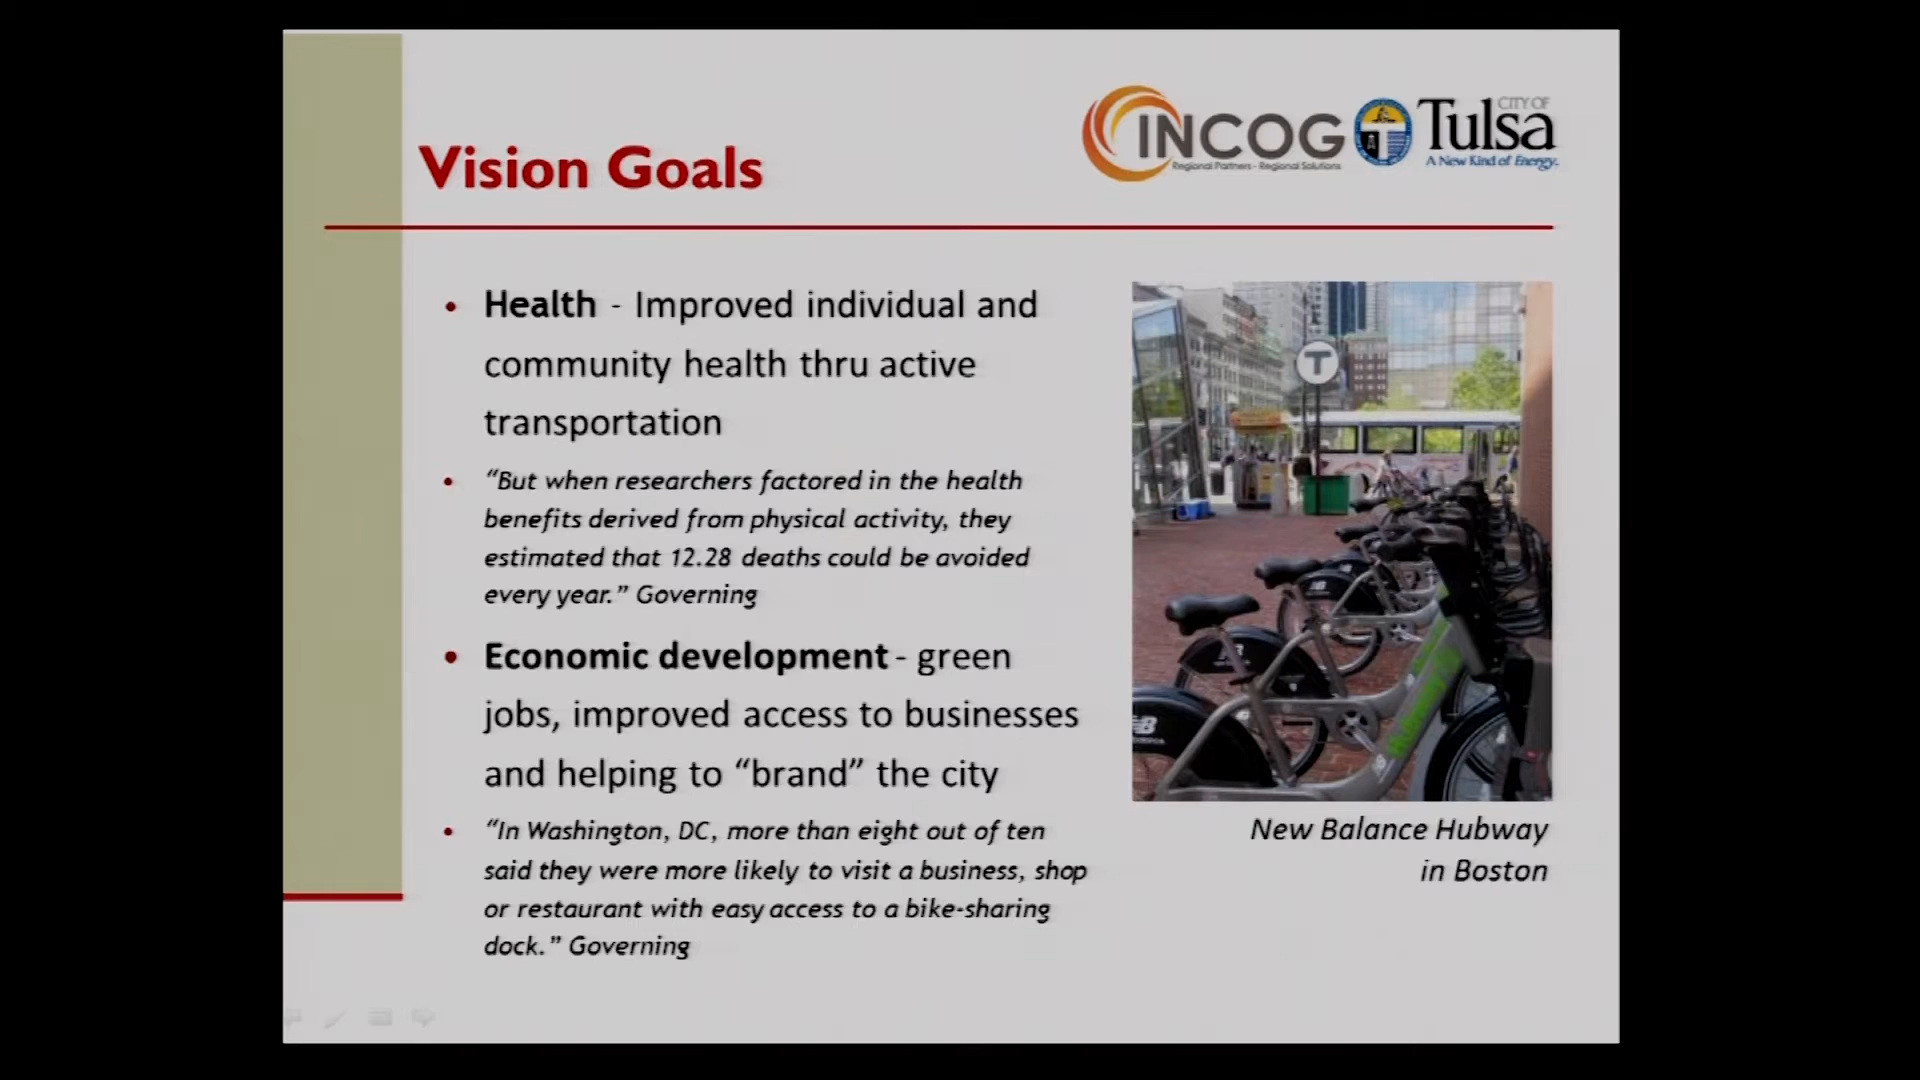 INCOG
Regional Partners - Regional Solutions
CITY OF
Tulsa
A New Kind of Energy.
Vision Goals
• Health - Improved individual and
community health thru active
transportation
• “But when researchers factored in the health
benefits derived from physical activity, they
estimated that 12.28 deaths could be avoided
every year.” Governing
• Economic development - green
jobs, improved access to businesses
and helping to “brand” the city
• “In Washington, DC, more than eight out of ten
said they were more likely to visit a business, shop
or restaurant with easy access to a bike-sharing
dock.” Governing
T
New Balance Hubway
in Boston